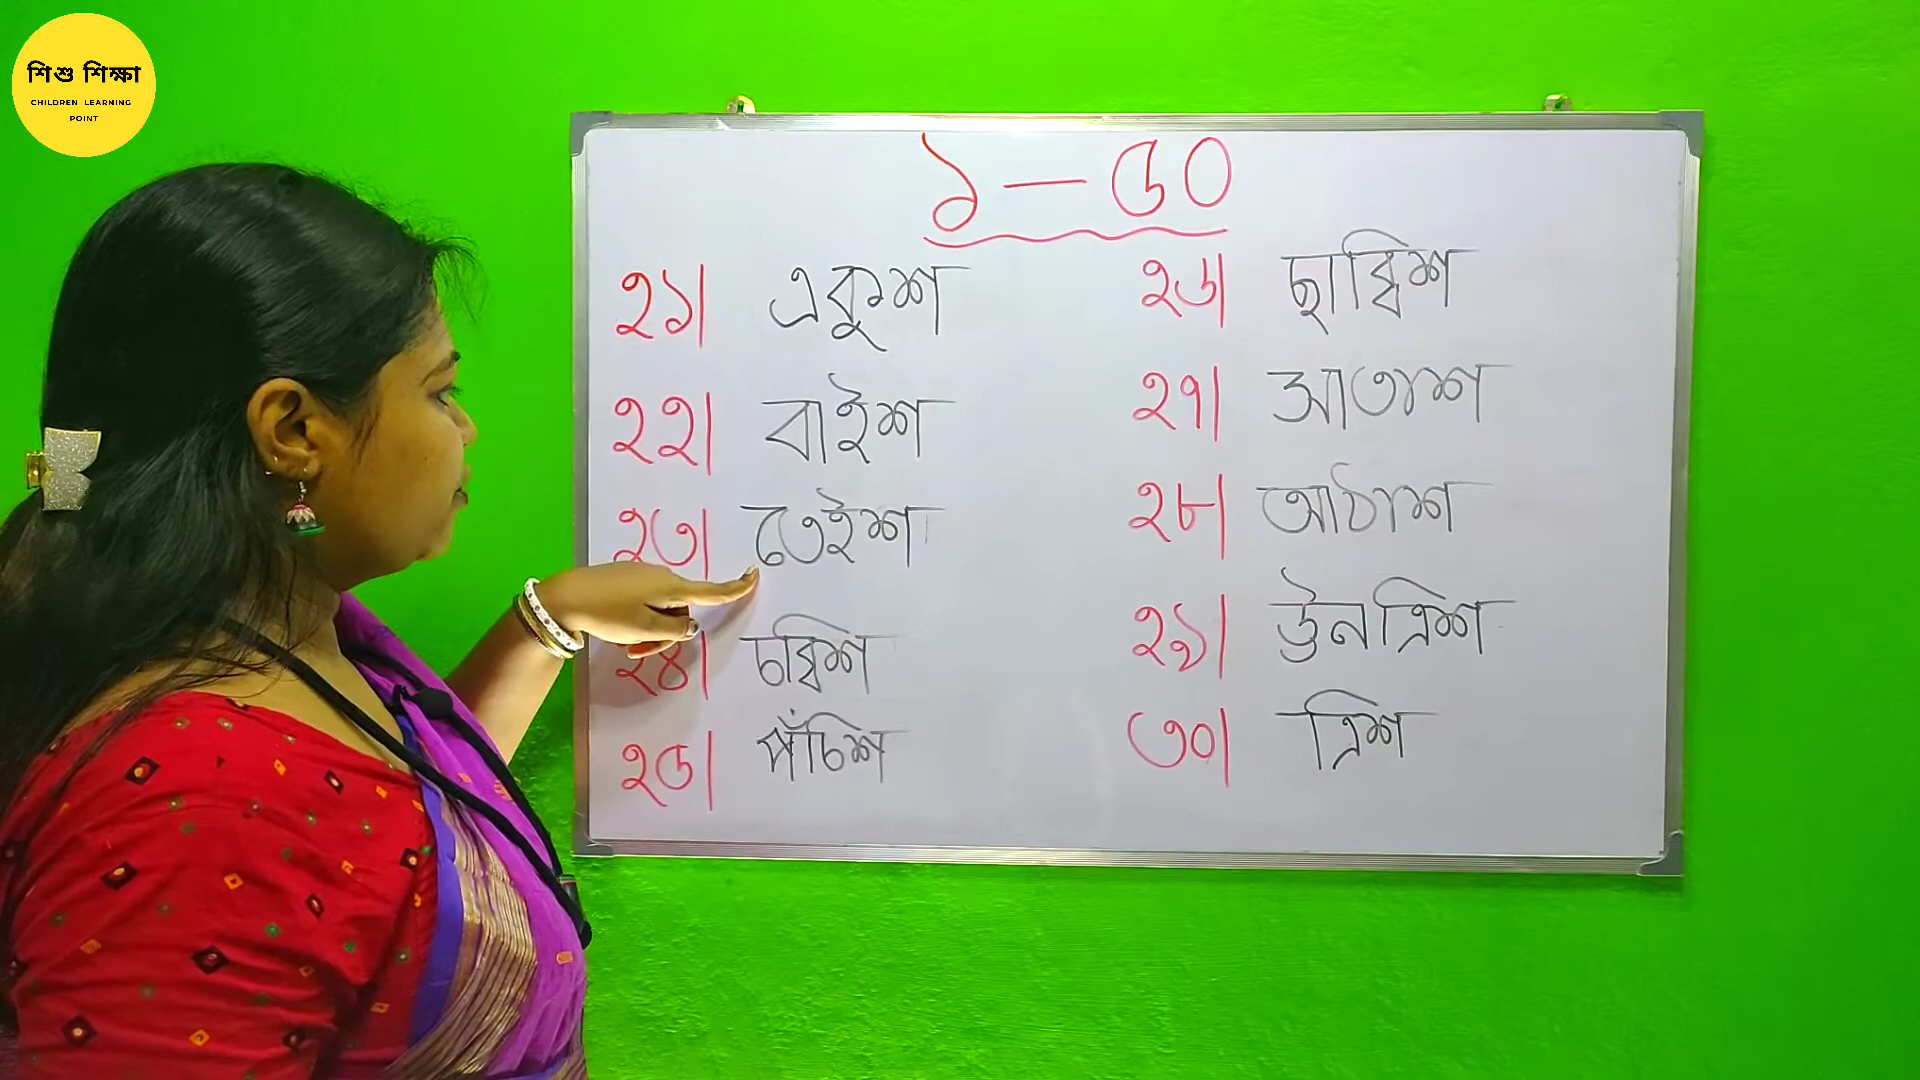 শিশু শিক্ষা
CHILDREN LEARNING
POINT
১ — ৫০
২১| একুশ
২২| বাইশ
২৩| তেইশ
২৪| চব্বিশ
২৫| পঁচিশ
২৬| ছাব্বিশ
২৭| সাতাশ
২৮| আঠাশ
২৯| ঊনত্রিশ
৩০| ত্রিশ